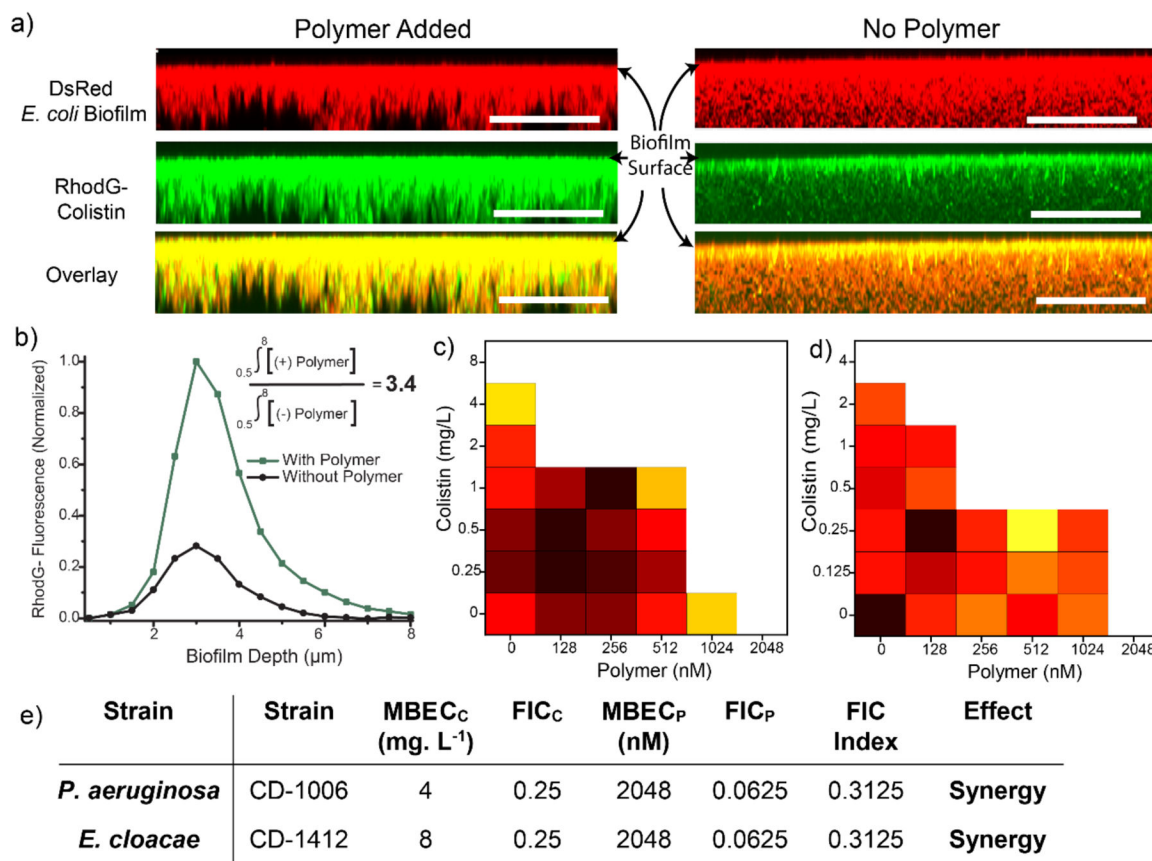 a)
Polymer Added
No Polymer
DsRed
E. coli Biofilm
RhodG-
Colistin
Overlay
Biofilm
Surface
b)
RhodG- Fluorescence (Normalized)
1.0
0.8
0.6
0.4
0.2
0.0
2
4
6
8
Biofilm Depth (µm)
8
∫ [(+) Polymer]
0.5
8
∫ [(-) Polymer]
0.5
= 3.4
With Polymer
Without Polymer
c)
Colistin (mg/L)
8
4
2
1
0.5
0.25
0
0 128 256 512 1024 2048
Polymer (nM)
d)
Colistin (mg/L)
4
2
1
0.5
0.25
0.125
0
0 128 256 512 1024 2048
Polymer (nM)
e)
Strain Strain MBECC (mg. L-1) FICC MBECP (nM) FICP FIC Index Effect
P. aeruginosa CD-1006 4 0.25 2048 0.0625 0.3125 Synergy
E. cloacae CD-1412 8 0.25 2048 0.0625 0.3125 Synergy